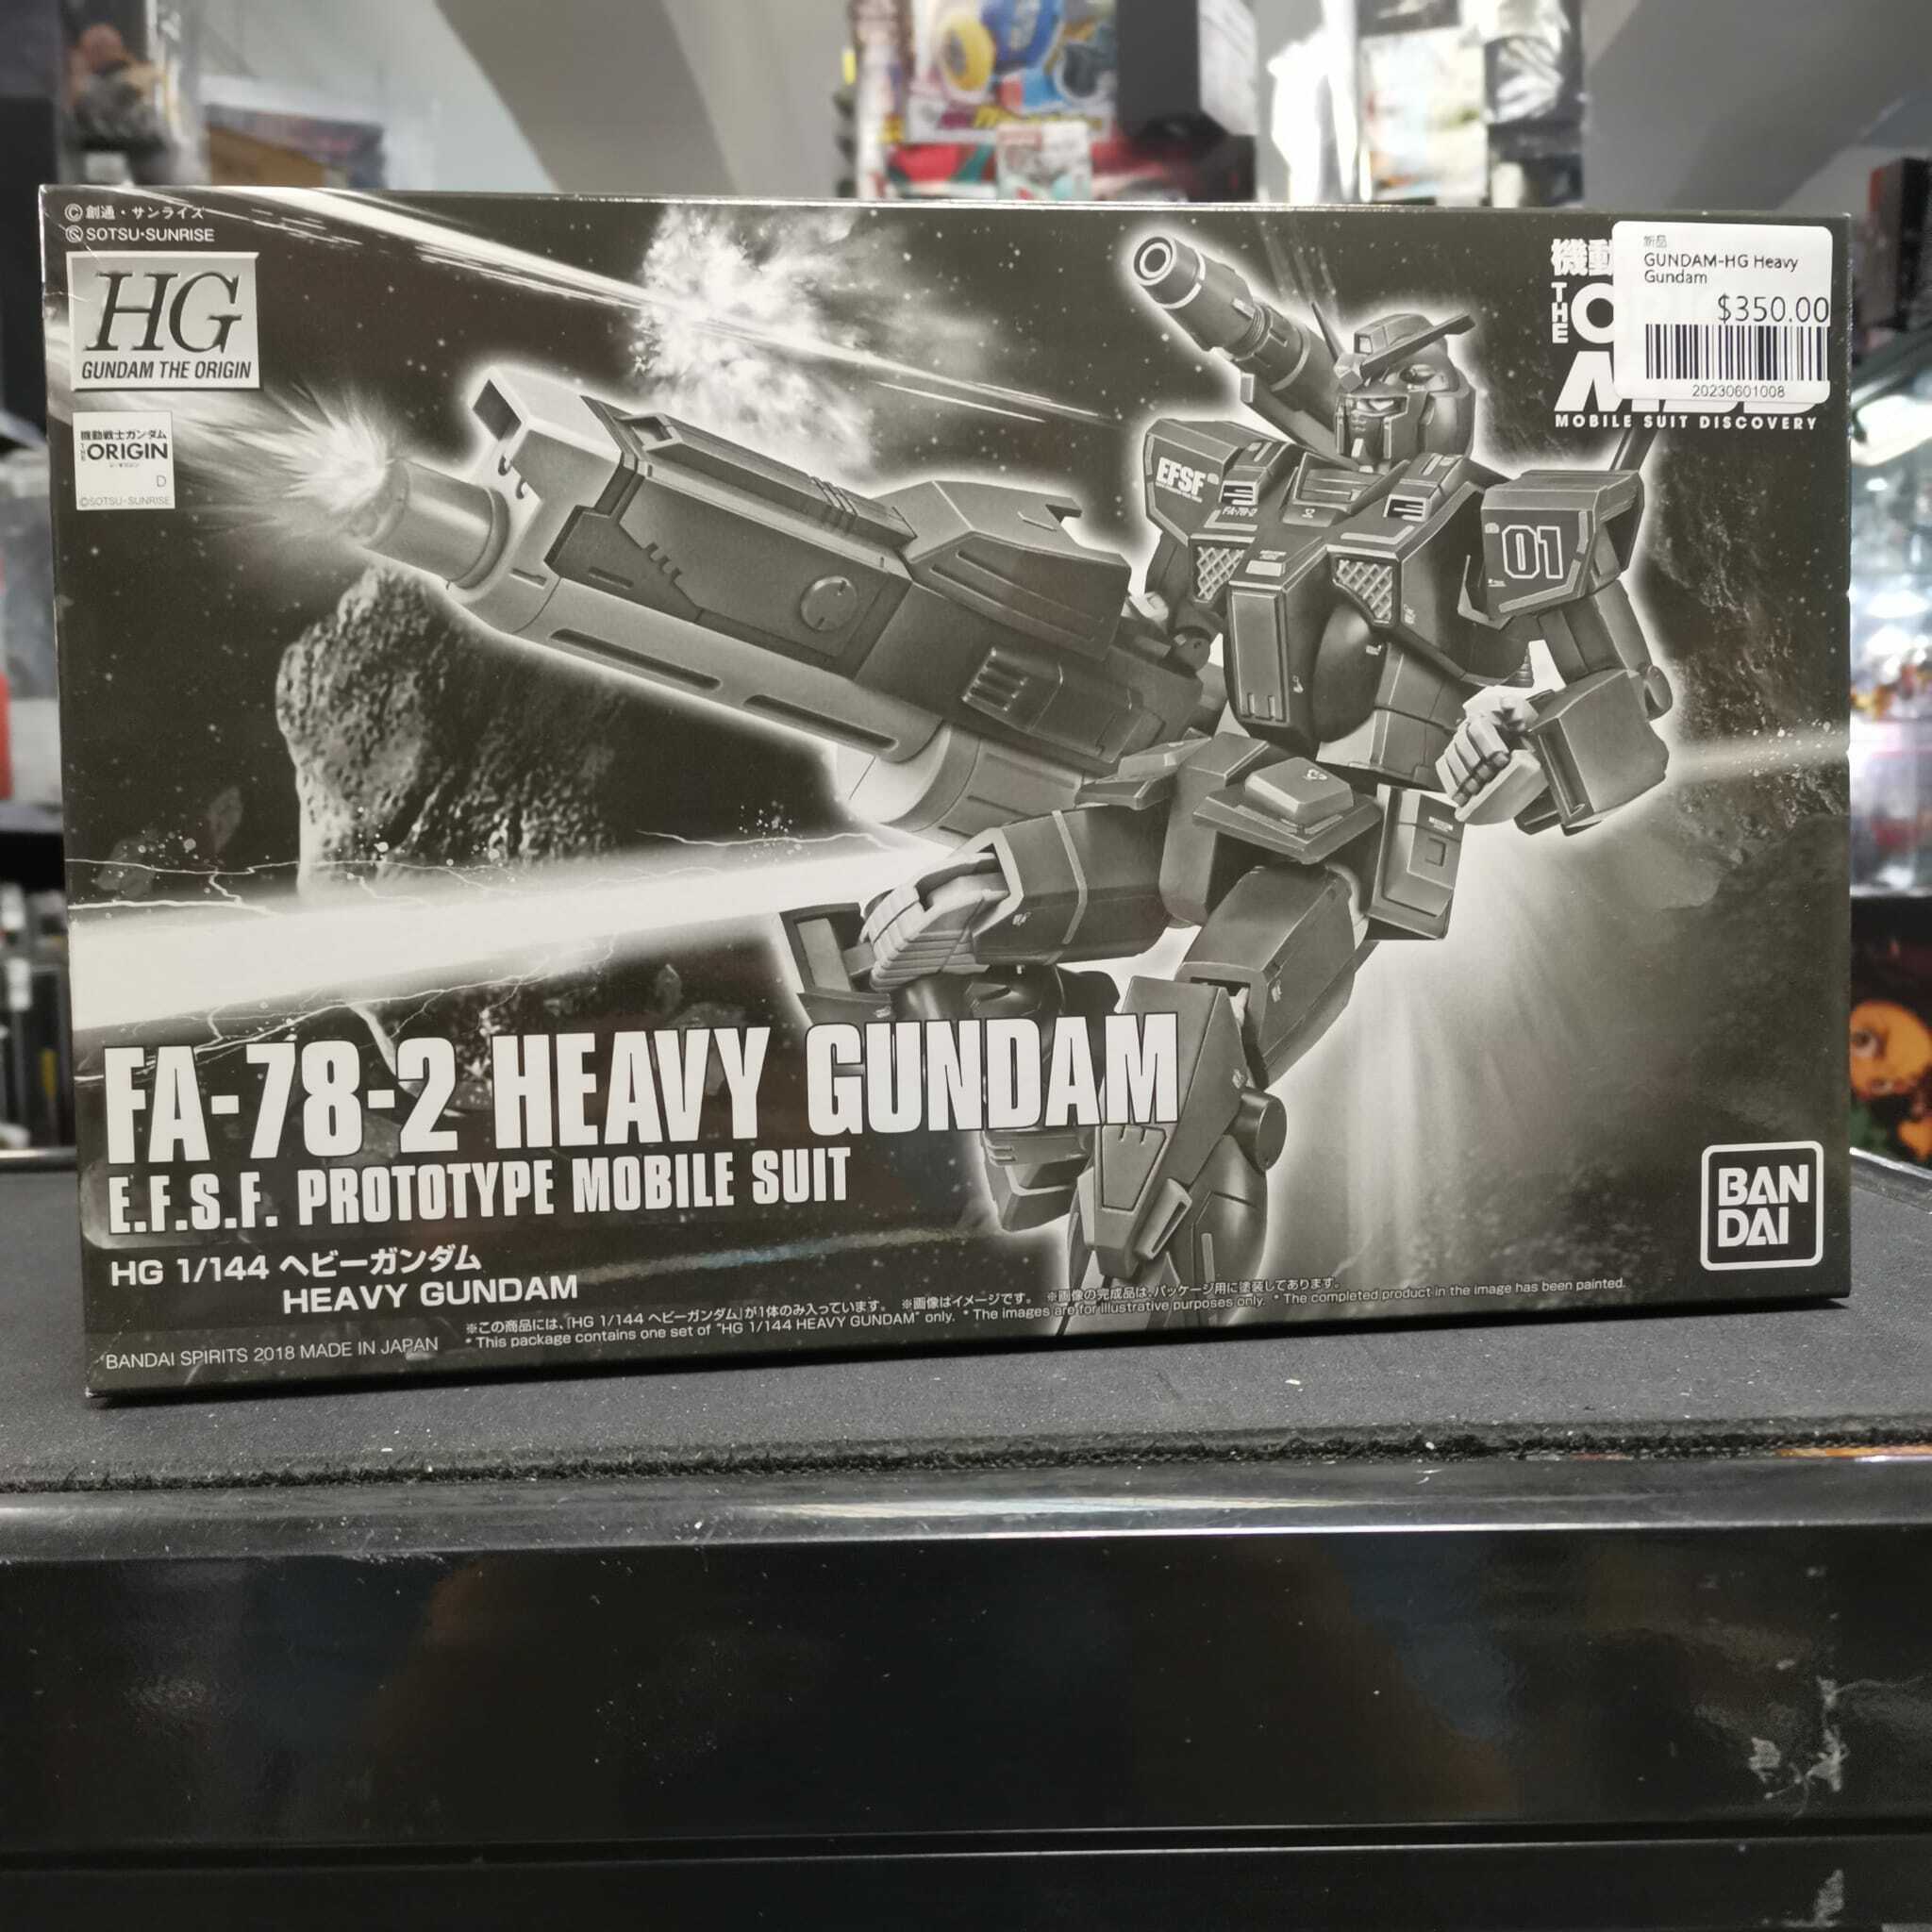 ©創通・サンライズ
©SOTSU・SUNRISE
HG
GUNDAM THE ORIGIN
機動戦士ガンダム
THE ORIGIN
D
©SOTSU・SUNRISE
機動
THE
MOBILE SUIT DISCOVERY
新品
GUNDAM-HG Heavy
Gundam
$350.00
20230601008
EFSF
FA-78-2
01
FA-78-2 HEAVY GUNDAM
E.F.S.F. PROTOTYPE MOBILE SUIT
HG 1/144 ヘビーガンダム
HEAVY GUNDAM
※この商品には、「HG 1/144 ヘビーガンダム」が1体のみ入っています。 ※画像はイメージです。 ※画像の完成品は、パッケージ用に塗装してあります。
* This package contains one set of "HG 1/144 HEAVY GUNDAM" only. * The images are for illustrative purposes only. * The completed product in the image has been painted.
BANDAI SPIRITS 2018 MADE IN JAPAN
BAN
DAI